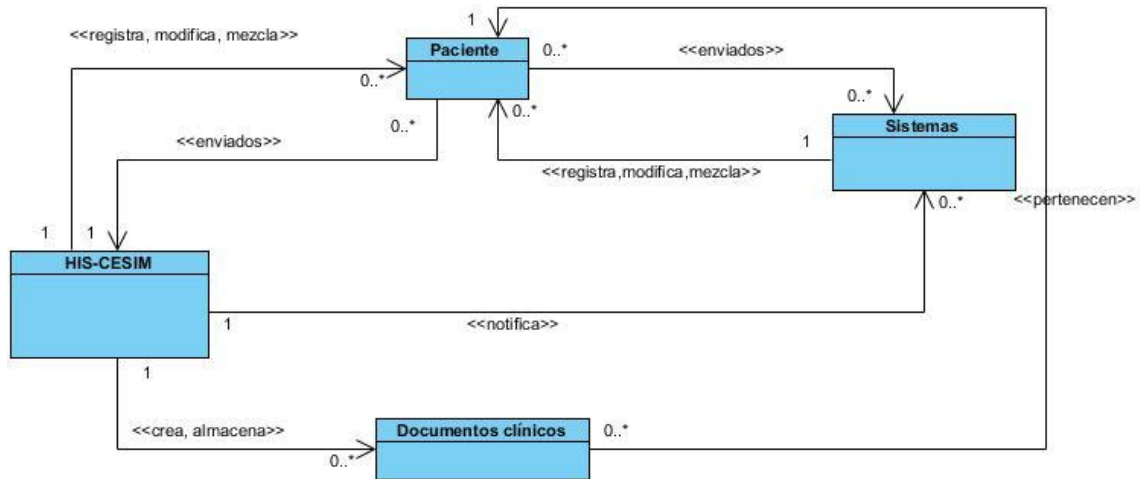 1
<<registra, modifica, mezcla>>
Paciente
0..*
<<enviados>>
0..*
0..*
0..*
0..*
Sistemas
<<enviados>>
1
<<registra,modifica,mezcla>>
0..*
<<pertenecen>>
1
1
HIS-CESIM
1
<<notifica>>
1
<<crea, almacena>>
Documentos clínicos
0..*
0..*